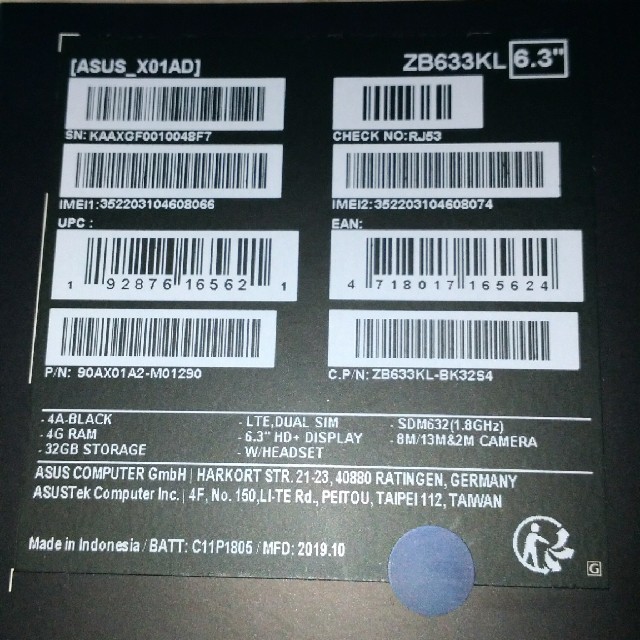 [ASUS_X01AD]
ZB633KL 6.3"
SN: KAAXGF0010048F7
CHECK NO:RJ53
IMEI1:352203104608066
IMEI2:352203104608074
UPC :
EAN:
1 92876 16562 1
4 718017 165624
P/N: 90AX01A2-M01290
C.P/N: ZB633KL-BK32S4
- 4A-BLACK
- LTE,DUAL SIM
- SDM632(1.8GHz)
- 4G RAM
- 6.3" HD+ DISPLAY
- 8M/13M&2M CAMERA
- 32GB STORAGE
- W/HEADSET
ASUS COMPUTER GmbH | HARKORT STR. 21-23, 40880 RATINGEN, GERMANY
ASUSTek Computer Inc. | 4F, No. 150,LI-TE Rd., PEITOU, TAIPEI 112, TAIWAN
Made in Indonesia / BATT: C11P1805 / MFD: 2019.10
G